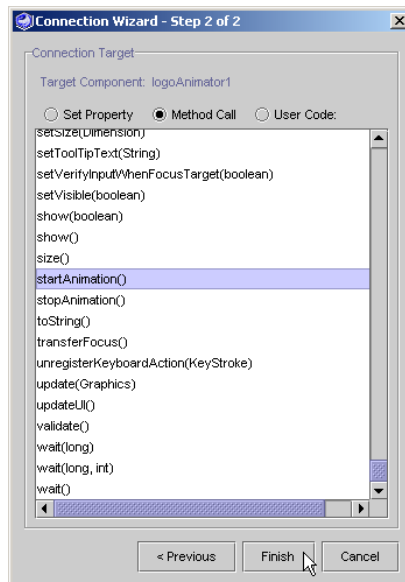 Connection Wizard - Step 2 of 2
Connection Target
Target Component: logoAnimator1
Set Property Method Call User Code:
setSize(Dimension)
setToolTipText(String)
setVerifyInputWhenFocusTarget(boolean)
setVisible(boolean)
show(boolean)
show()
size()
startAnimation()
stopAnimation()
toString()
transferFocus()
unregisterKeyboardAction(KeyStroke)
update(Graphics)
updateUI()
validate()
wait(long)
wait(long, int)
wait()
< Previous Finish Cancel